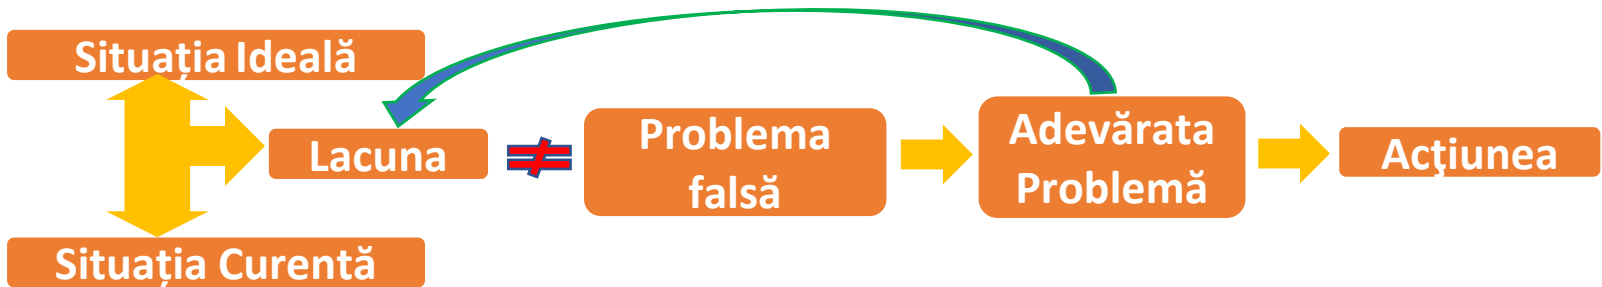 Situația Ideală
Situația Curentă
Lacuna
≠
Problema
falsă
Adevărata
Problemă
Acţiunea